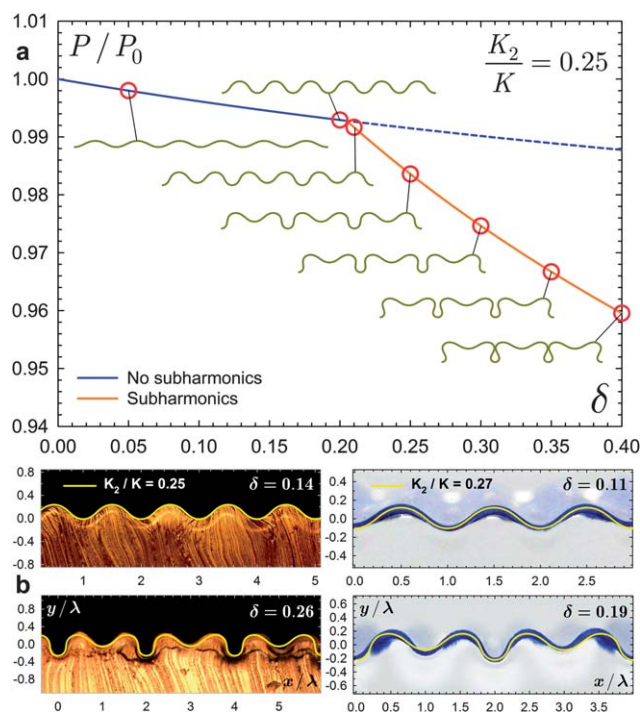 a
P / P₀
K₂/K = 0.25
1.01
1.00
0.99
0.98
0.97
0.96
0.95
0.94
No subharmonics
Subharmonics
δ
0.00 0.05 0.10 0.15 0.20 0.25 0.30 0.35 0.40
K₂ / K = 0.25
δ = 0.14
0.8
0.4
0.0
-0.4
-0.8
1 2 3 4 5
K₂ / K = 0.27
δ = 0.11
0.4
0.2
0.0
-0.2
-0.4
0.0 0.5 1.0 1.5 2.0 2.5
b
y/λ
δ = 0.26
0.8
0.4
0.0
-0.4
-0.8
x/λ
0 1 2 3 4 5
y/λ
δ = 0.19
0.6
0.4
0.2
0.0
-0.2
-0.4
-0.6
x/λ
0.0 0.5 1.0 1.5 2.0 2.5 3.0 3.5